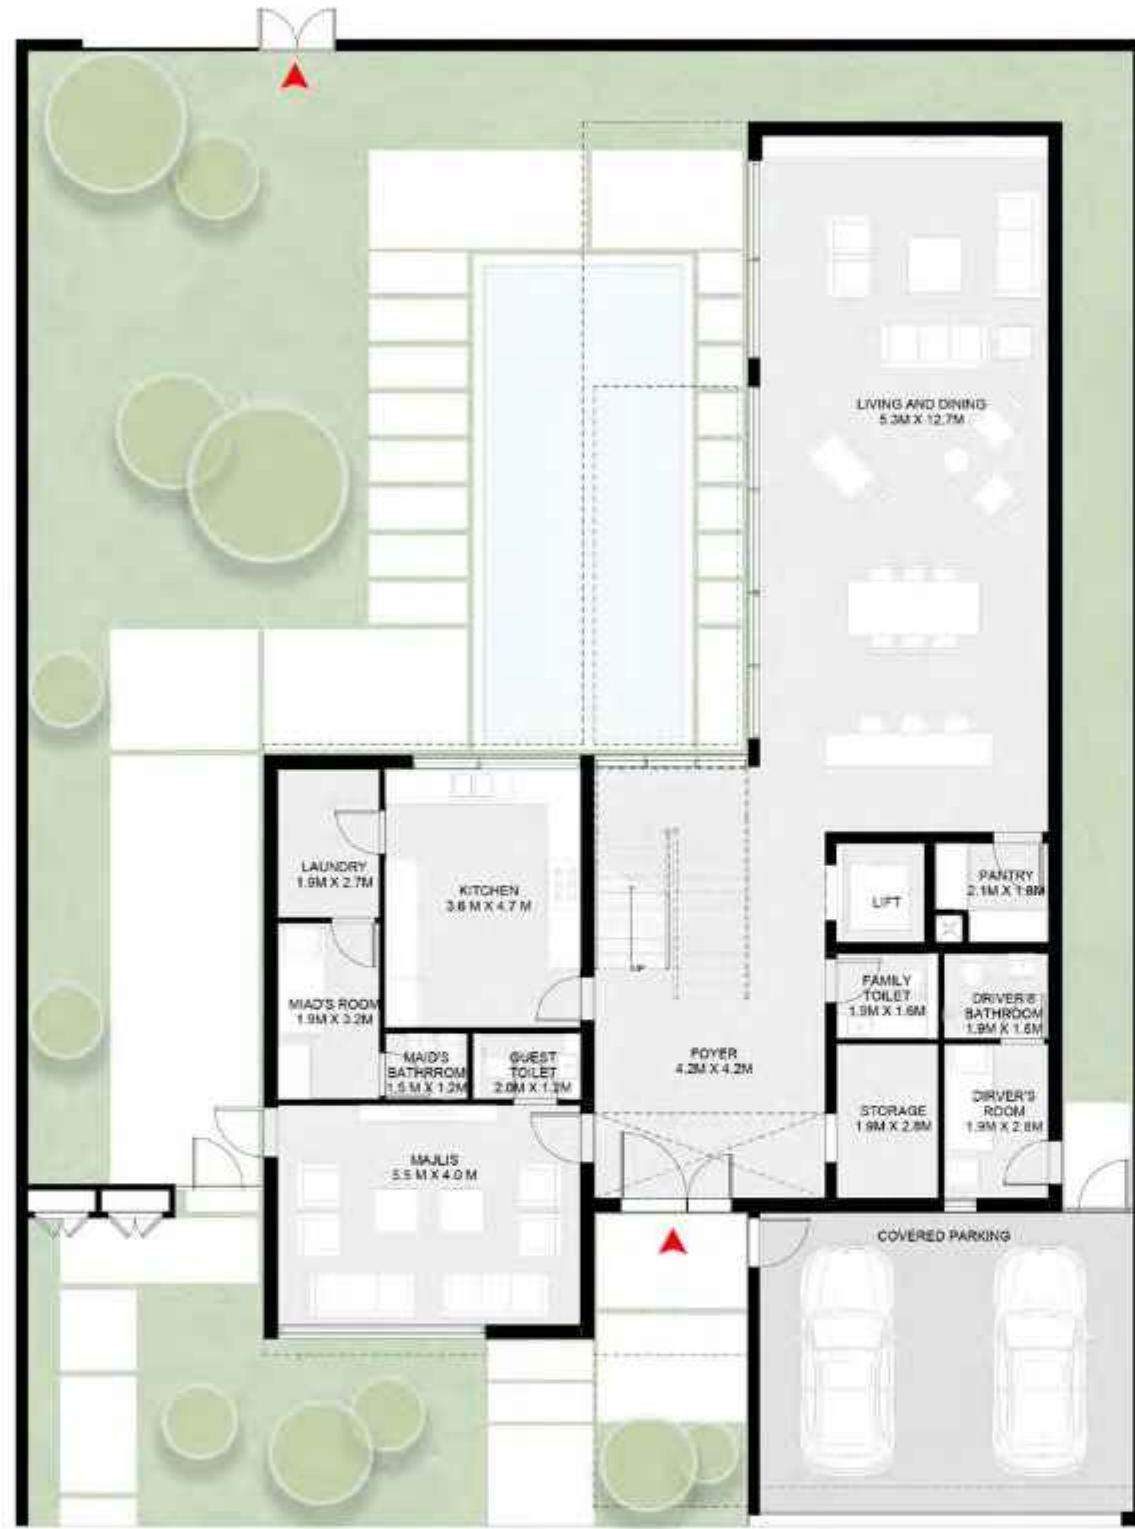 LIVING AND DINING
5.3M X 12.7M
LAUNDRY
1.9M X 2.7M
KITCHEN
3.6 M X 4.7 M
LIFT
PANTRY
2.1M X 1.8M
MIAD'S ROOM
1.9M X 3.2M
UP
FAMILY
TOILET
1.9M X 1.6M
DRIVER'S
BATHROOM
1.9M X 1.6M
MAID'S
BATHRROM
1.5 M X 1.2M
GUEST
TOILET
2.0M X 1.2M
FOYER
4.2M X 4.2M
STORAGE
1.9M X 2.8M
DIRVER'S
ROOM
1.9M X 2.8M
MAJLIS
5.5 M X 4.0 M
COVERED PARKING